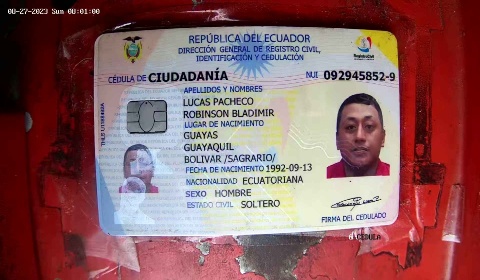 08-27-2023 Sun 08:01:00
REPÚBLICA DEL ECUADOR
DIRECCIÓN GENERAL DE REGISTRO CIVIL,
IDENTIFICACIÓN Y CEDULACIÓN
CÉDULA DE CIUDADANÍA NUI 092945852-9
APELLIDOS Y NOMBRES
LUCAS PACHECO
ROBINSON BLADIMIR
LUGAR DE NACIMIENTO
GUAYAS
GUAYAQUIL
BOLIVAR /SAGRARIO/
FECHA DE NACIMIENTO 1992-09-13
NACIONALIDAD ECUATORIANA
SEXO HOMBRE
ESTADO CIVIL SOLTERO
FIRMA DEL CEDULADO
CEDULA